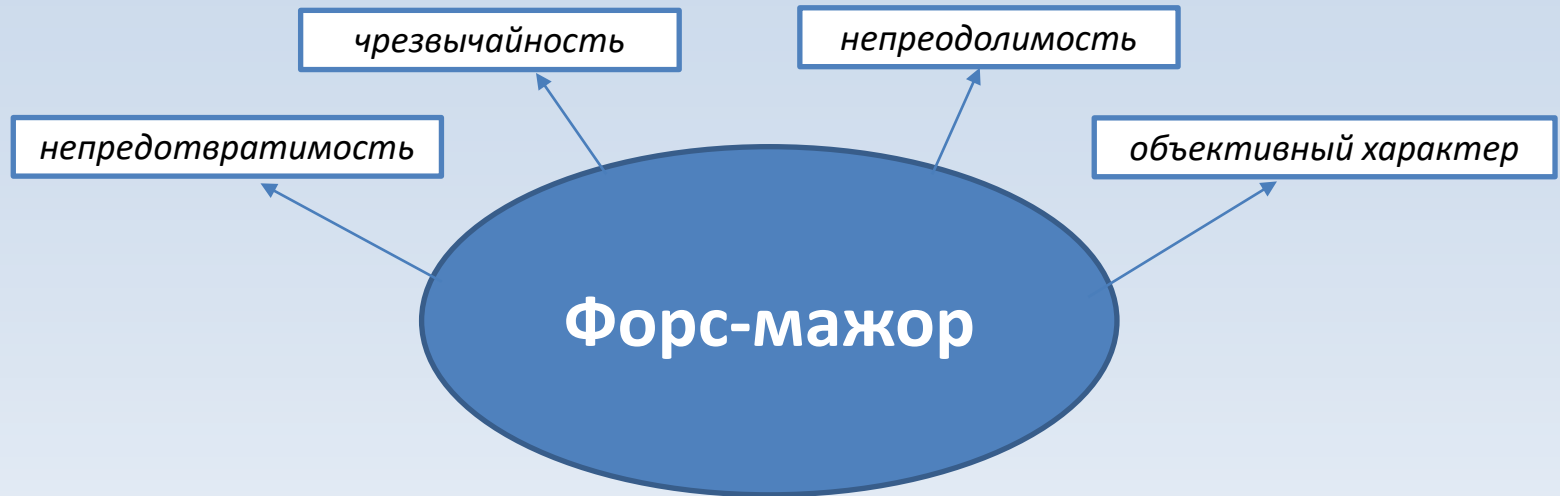 чрезвычайность
непреодолимость
непредотвратимость
объективный характер
Форс-мажор